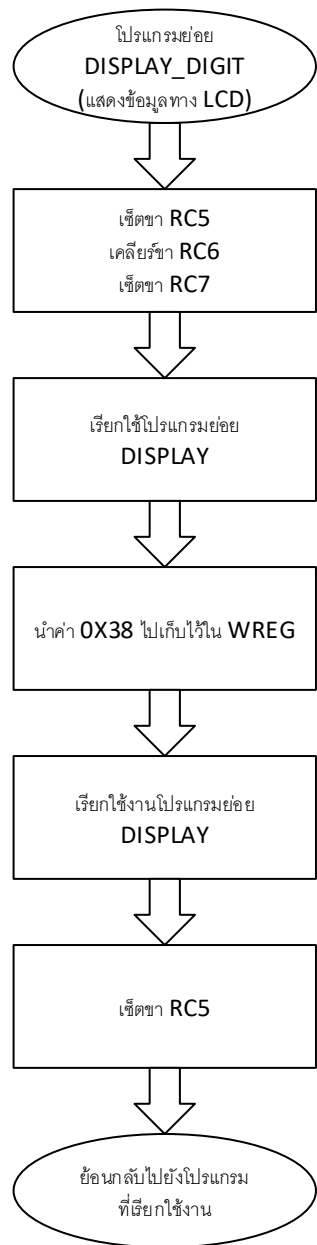 โปรแกรมย่อย
DISPLAY_DIGIT
(แสดงข้อมูลทาง LCD)
เซ็ตขา RC5
เคลียร์ขา RC6
เซ็ตขา RC7
เรียกใช้โปรแกรมย่อย
DISPLAY
นำค่า 0X38 ไปเก็บไว้ใน WREG
เรียกใช้งานโปรแกรมย่อย
DISPLAY
เซ็ตขา RC5
ย้อนกลับไปยังโปรแกรม
ที่เรียกใช้งาน